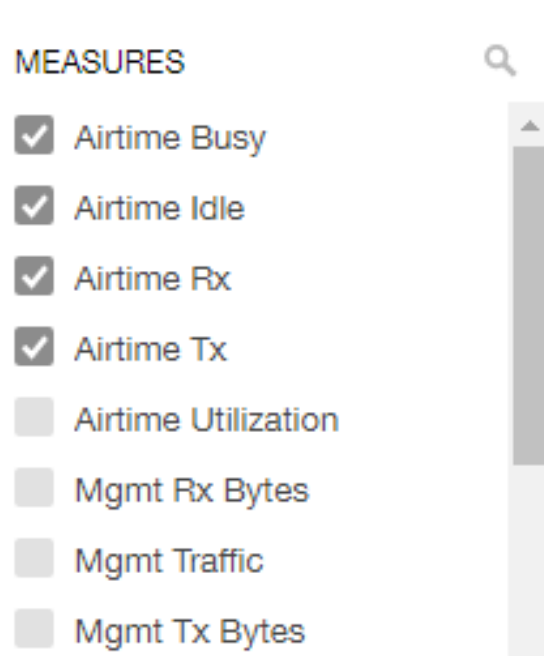 MEASURES
Airtime Busy
Airtime Idle
Airtime Rx
Airtime Tx
Airtime Utilization
Mgmt Rx Bytes
Mgmt Traffic
Mgmt Tx Bytes